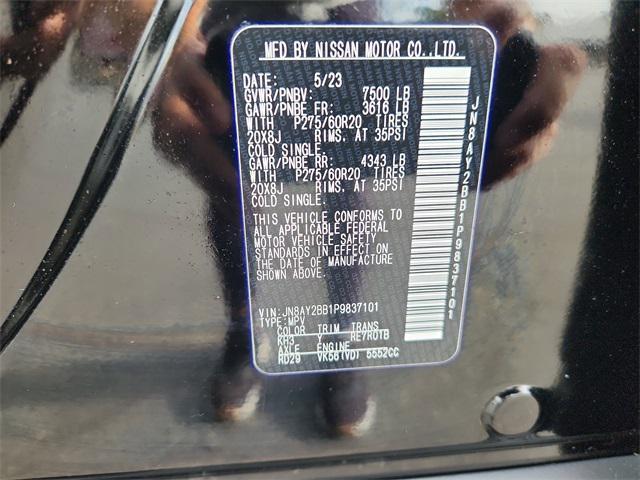 MFD BY NISSAN MOTOR CO.,LTD.
DATE: 5/23
GVWR/PNBV: 7500 LB
GAWR/PNBE FR: 3616 LB
WITH P275/60R20 TIRES
20X8J RIMS. AT 35PSI
COLD SINGLE.
GAWR/PNBE RR: 4343 LB
WITH P275/60R20 TIRES
20X8J RIMS. AT 35PSI
COLD SINGLE.
THIS VEHICLE CONFORMS TO
ALL APPLICABLE FEDERAL
MOTOR VEHICLE SAFETY
STANDARDS IN EFFECT ON
THE DATE OF MANUFACTURE
SHOWN ABOVE.
VIN: JN8AY2BB1P9837101
TYPE: MPV
COLOR TRIM TRANS
KH3 Y RE7R01B
AXLE ENGINE
RD29 VK56(VD) 5552CC
JN8AY2BB1P9837101